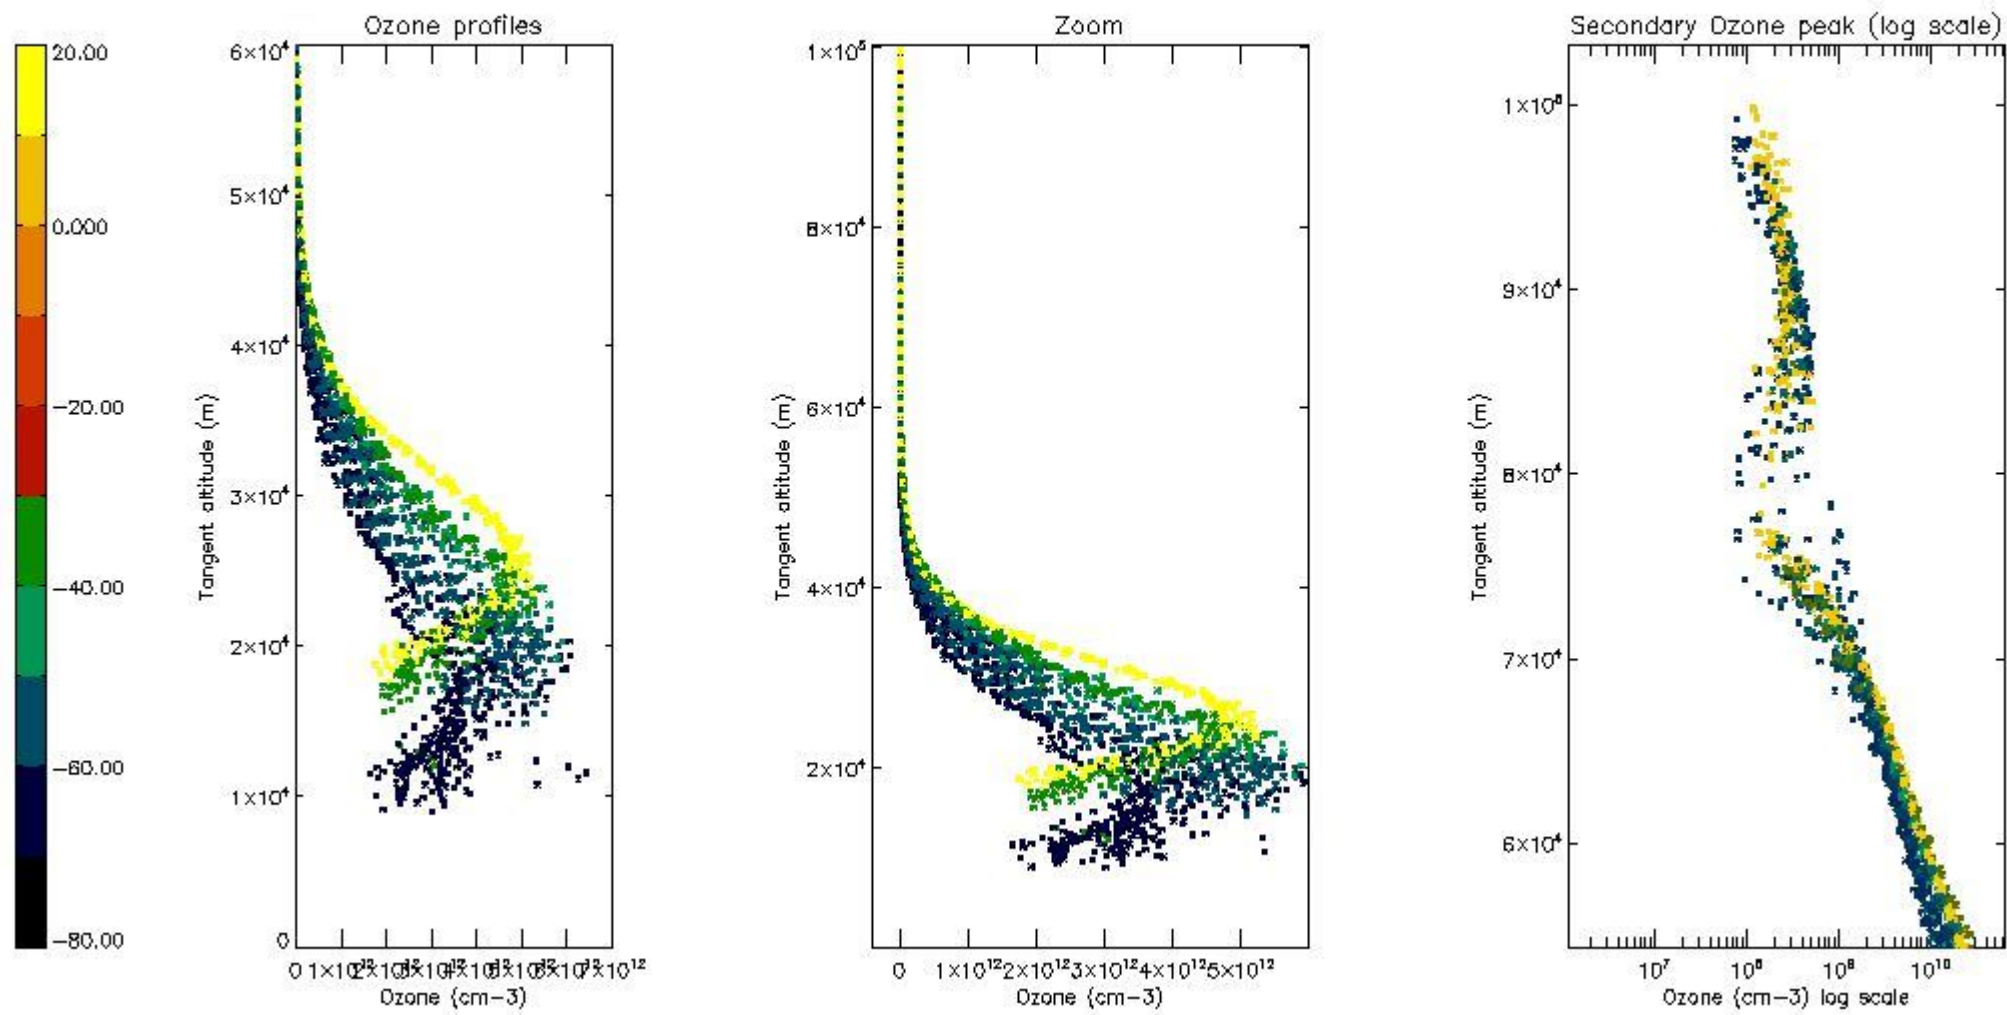 Ozone profiles
Zoom
Secondary Ozone peak (log scale)
20.00
0.000
−20.00
−40.00
−60.00
−80.00
6×10⁴
5×10⁴
4×10⁴
3×10⁴
2×10⁴
1×10⁴
0
Tangent altitude (m)
0
7×10¹²
Ozone (cm−3)
1×10⁵
8×10⁴
6×10⁴
4×10⁴
2×10⁴
Tangent altitude (m)
0 1×10¹² 2×10¹² 3×10¹² 4×10¹² 5×10¹²
Ozone (cm−3)
9×10⁴
8×10⁴
7×10⁴
6×10⁴
Tangent altitude (m)
10⁷ 10⁸ 10⁹ 10¹⁰
Ozone (cm−3) log scale